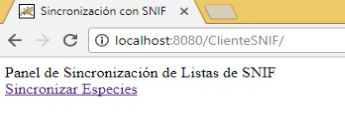 Sincronización con SNIF
localhost:8080/ClienteSNIF/
Panel de Sincronización de Listas de SNIF
Sincronizar Especies